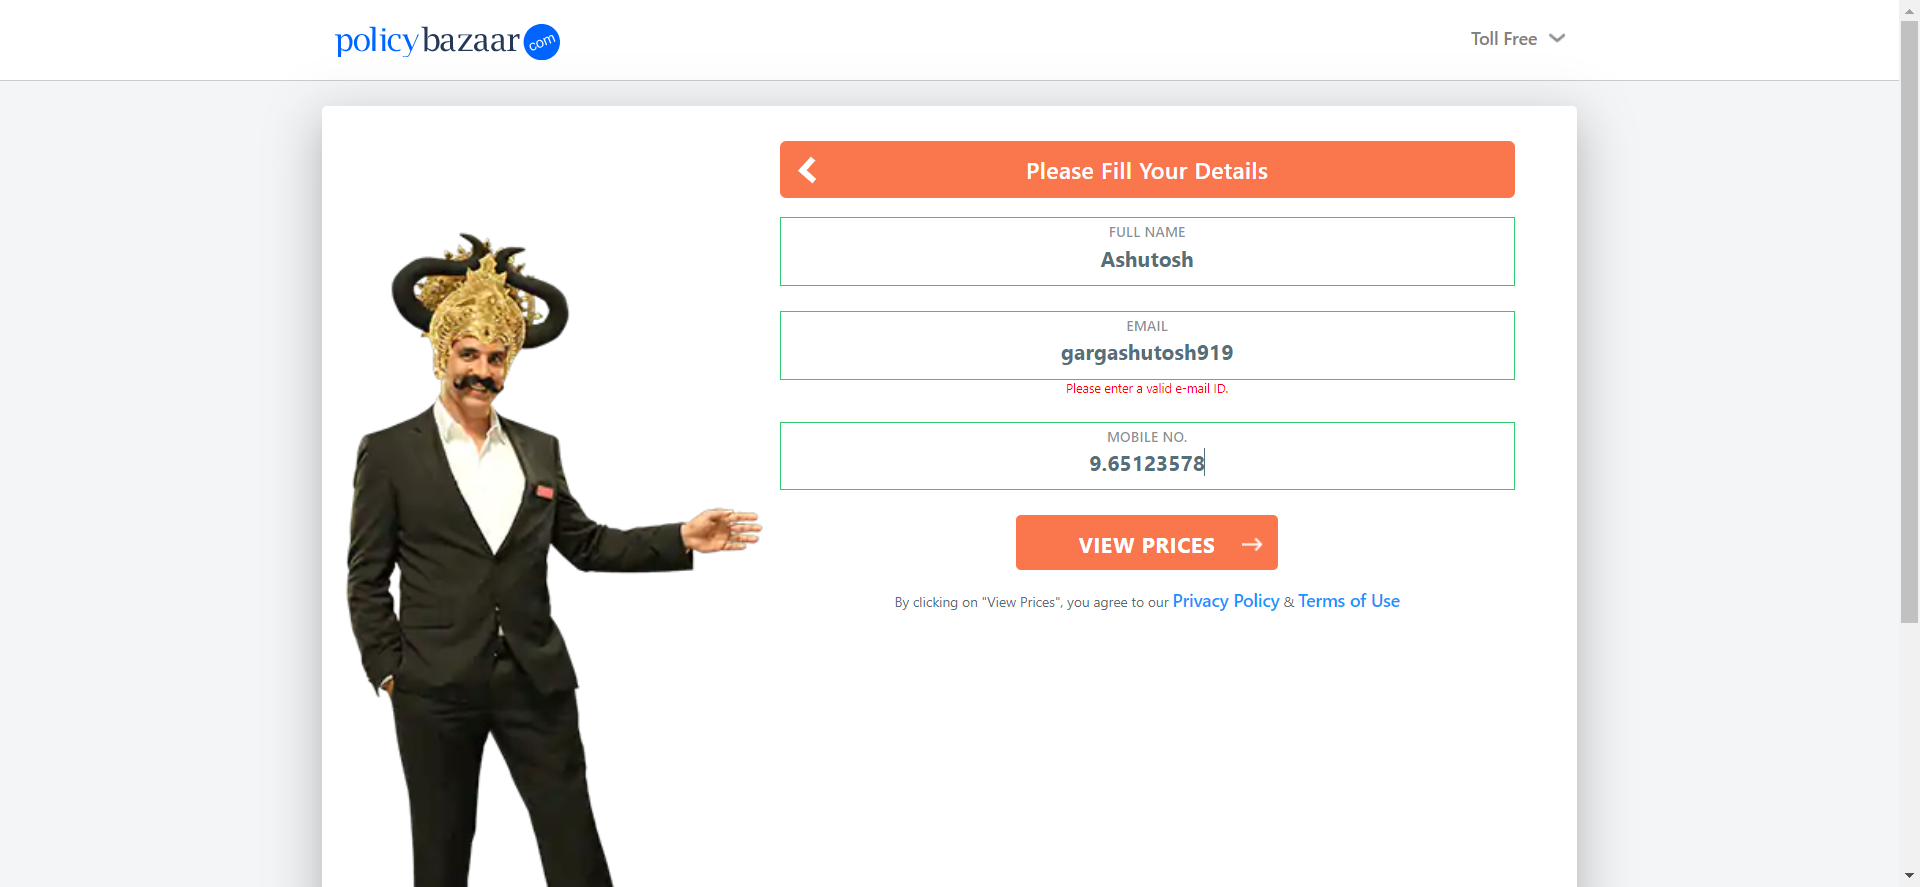 policybazaar com
Toll Free
Please Fill Your Details
FULL NAME
Ashutosh
EMAIL
gargashutosh919
Please enter a valid e-mail ID.
MOBILE NO.
9.65123578
VIEW PRICES
By clicking on "View Prices", you agree to our Privacy Policy & Terms of Use